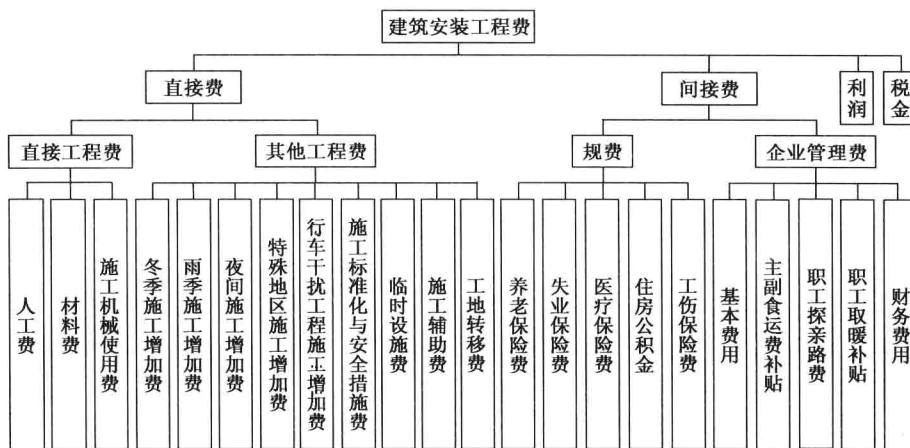 建筑安装工程费
直接费
间接费
利润
税金
直接工程费
其他工程费
规费
企业管理费
人工费
材料费
施工机械使用费
冬季施工增加费
雨季施工增加费
夜间施工增加费
特殊地区施工增加费
行车干扰工程施工增加费
施工标准化与安全措施费
临时设施费
施工辅助费
工地转移费
养老保险费
失业保险费
医疗保险费
住房公积金
工伤保险费
基本费用
主副食运费补贴
职工探亲路费
职工取暖补贴
财务费用